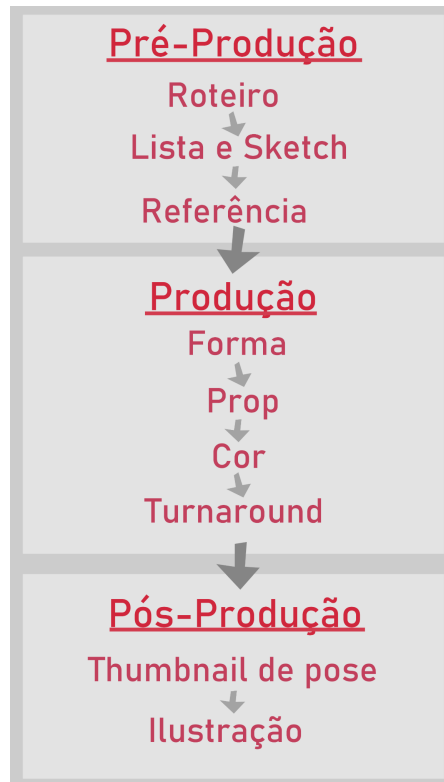 Pré-Produção
Roteiro
Lista e Sketch
Referência
Produção
Forma
Prop
Cor
Turnaround
Pós-Produção
Thumbnail de pose
Ilustração